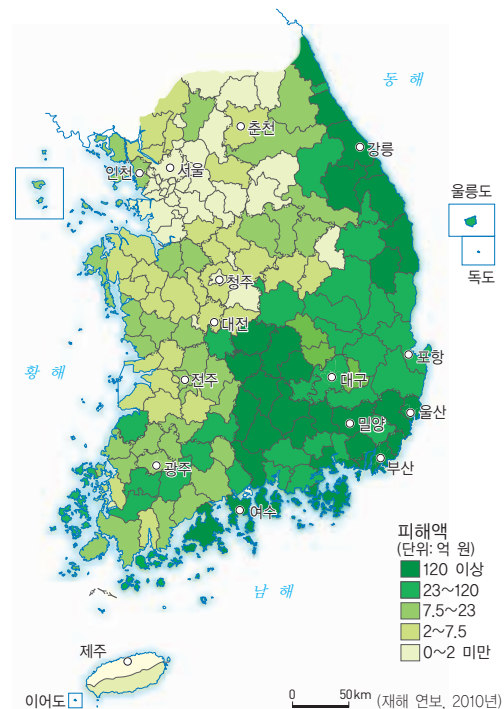 동 해
춘천
강릉
인천
서울
울릉도
독도
청주
대전
포항
황 해
전주
대구
울산
밀양
광주
부산
여수
피해액
(단위: 억 원)
120 이상
23~120
7.5~23
2~7.5
0~2 미만
남 해
제주
이어도
0 50km
(재해 연보, 2010년)